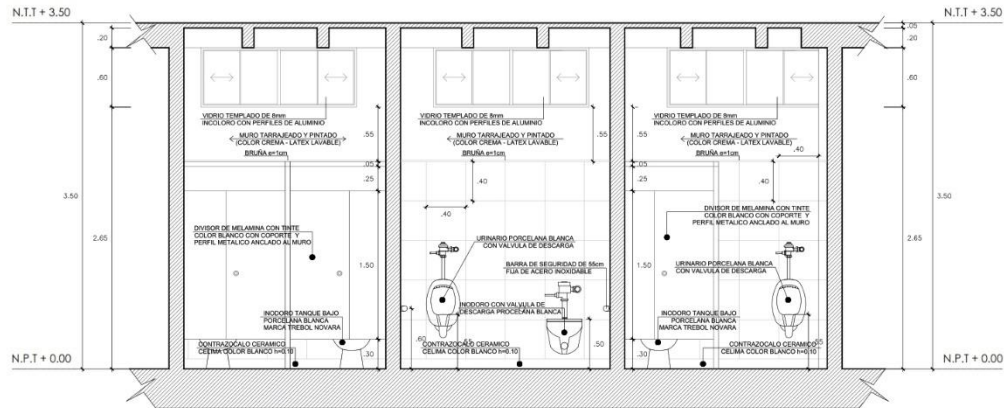 N.T.T + 3.50
N.T.T + 3.50
.05
.20
.20
.60
.60
VIDRIO TEMPLADO DE 8mm
INCOLORO CON PERFILES DE ALUMINIO
VIDRIO TEMPLADO DE 8mm
INCOLORO CON PERFILES DE ALUMINIO
VIDRIO TEMPLADO DE 8mm
INCOLORO CON PERFILES DE ALUMINIO
MURO TARRAJEADO Y PINTADO
(COLOR CREMA - LATEX LAVABLE)
.55
MURO TARRAJEADO Y PINTADO
(COLOR CREMA - LATEX LAVABLE)
.55
.55
MURO TARRAJEADO Y PINTADO
(COLOR CREMA - LATEX LAVABLE)
.40
BRUÑA e=1cm
BRUÑA e=1cm
BRUÑA e=1cm
.05
.05
.25
.40
.25
.40
3.50
3.50
.40
DIVISOR DE MELAMINA CON TINTE
COLOR BLANCO CON COPORTE Y
PERFIL METALICO ANCLADO AL MURO
2.65
DIVISOR DE MELAMINA CON TINTE
COLOR BLANCO CON COPORTE Y
PERFIL METALICO ANCLADO AL MURO
2.65
URINARIO PORCELANA BLANCA
CON VALVULA DE DESCARGA
URINARIO PORCELANA BLANCA
CON VALVULA DE DESCARGA
1.50
BARRA DE SEGURIDAD DE 55cm
FIJA DE ACERO INOXIDABLE
1.50
INODORO CON VALVULA DE
DESCARGA PROCELANA BLANCA
INODORO TANQUE BAJO
PORCELANA BLANCA
MARCA TREBOL NOVARA
INODORO TANQUE BAJO
PORCELANA BLANCA
MARCA TREBOL NOVARA
CONTRAZOCALO CERAMICO
CELIMA COLOR BLANCO h=0.10
.30
.60
CONTRAZOCALO CERAMICO
CELIMA COLOR BLANCO h=0.10
.50
.30
CONTRAZOCALO CERAMICO
CELIMA COLOR BLANCO h=0.10
N.P.T + 0.00
N.P.T + 0.00